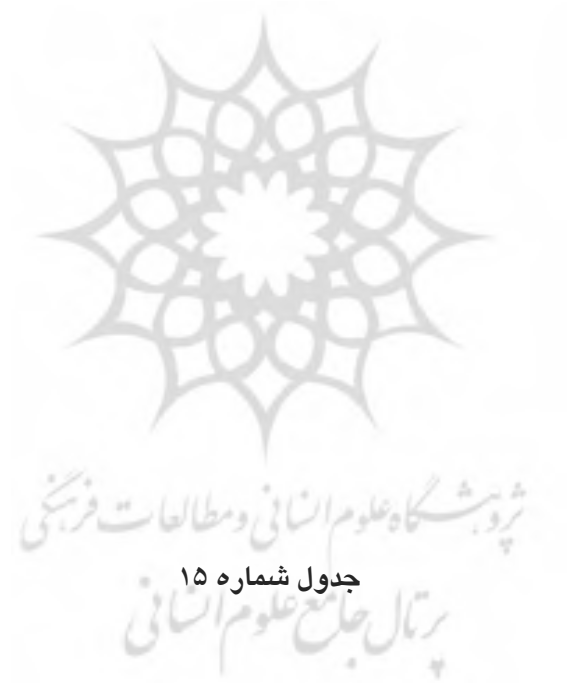 پژوهشگاه علوم انسانی و مطالعات فرهنگی
جدول شماره ۱۵
پرتال جامع علوم انسانی